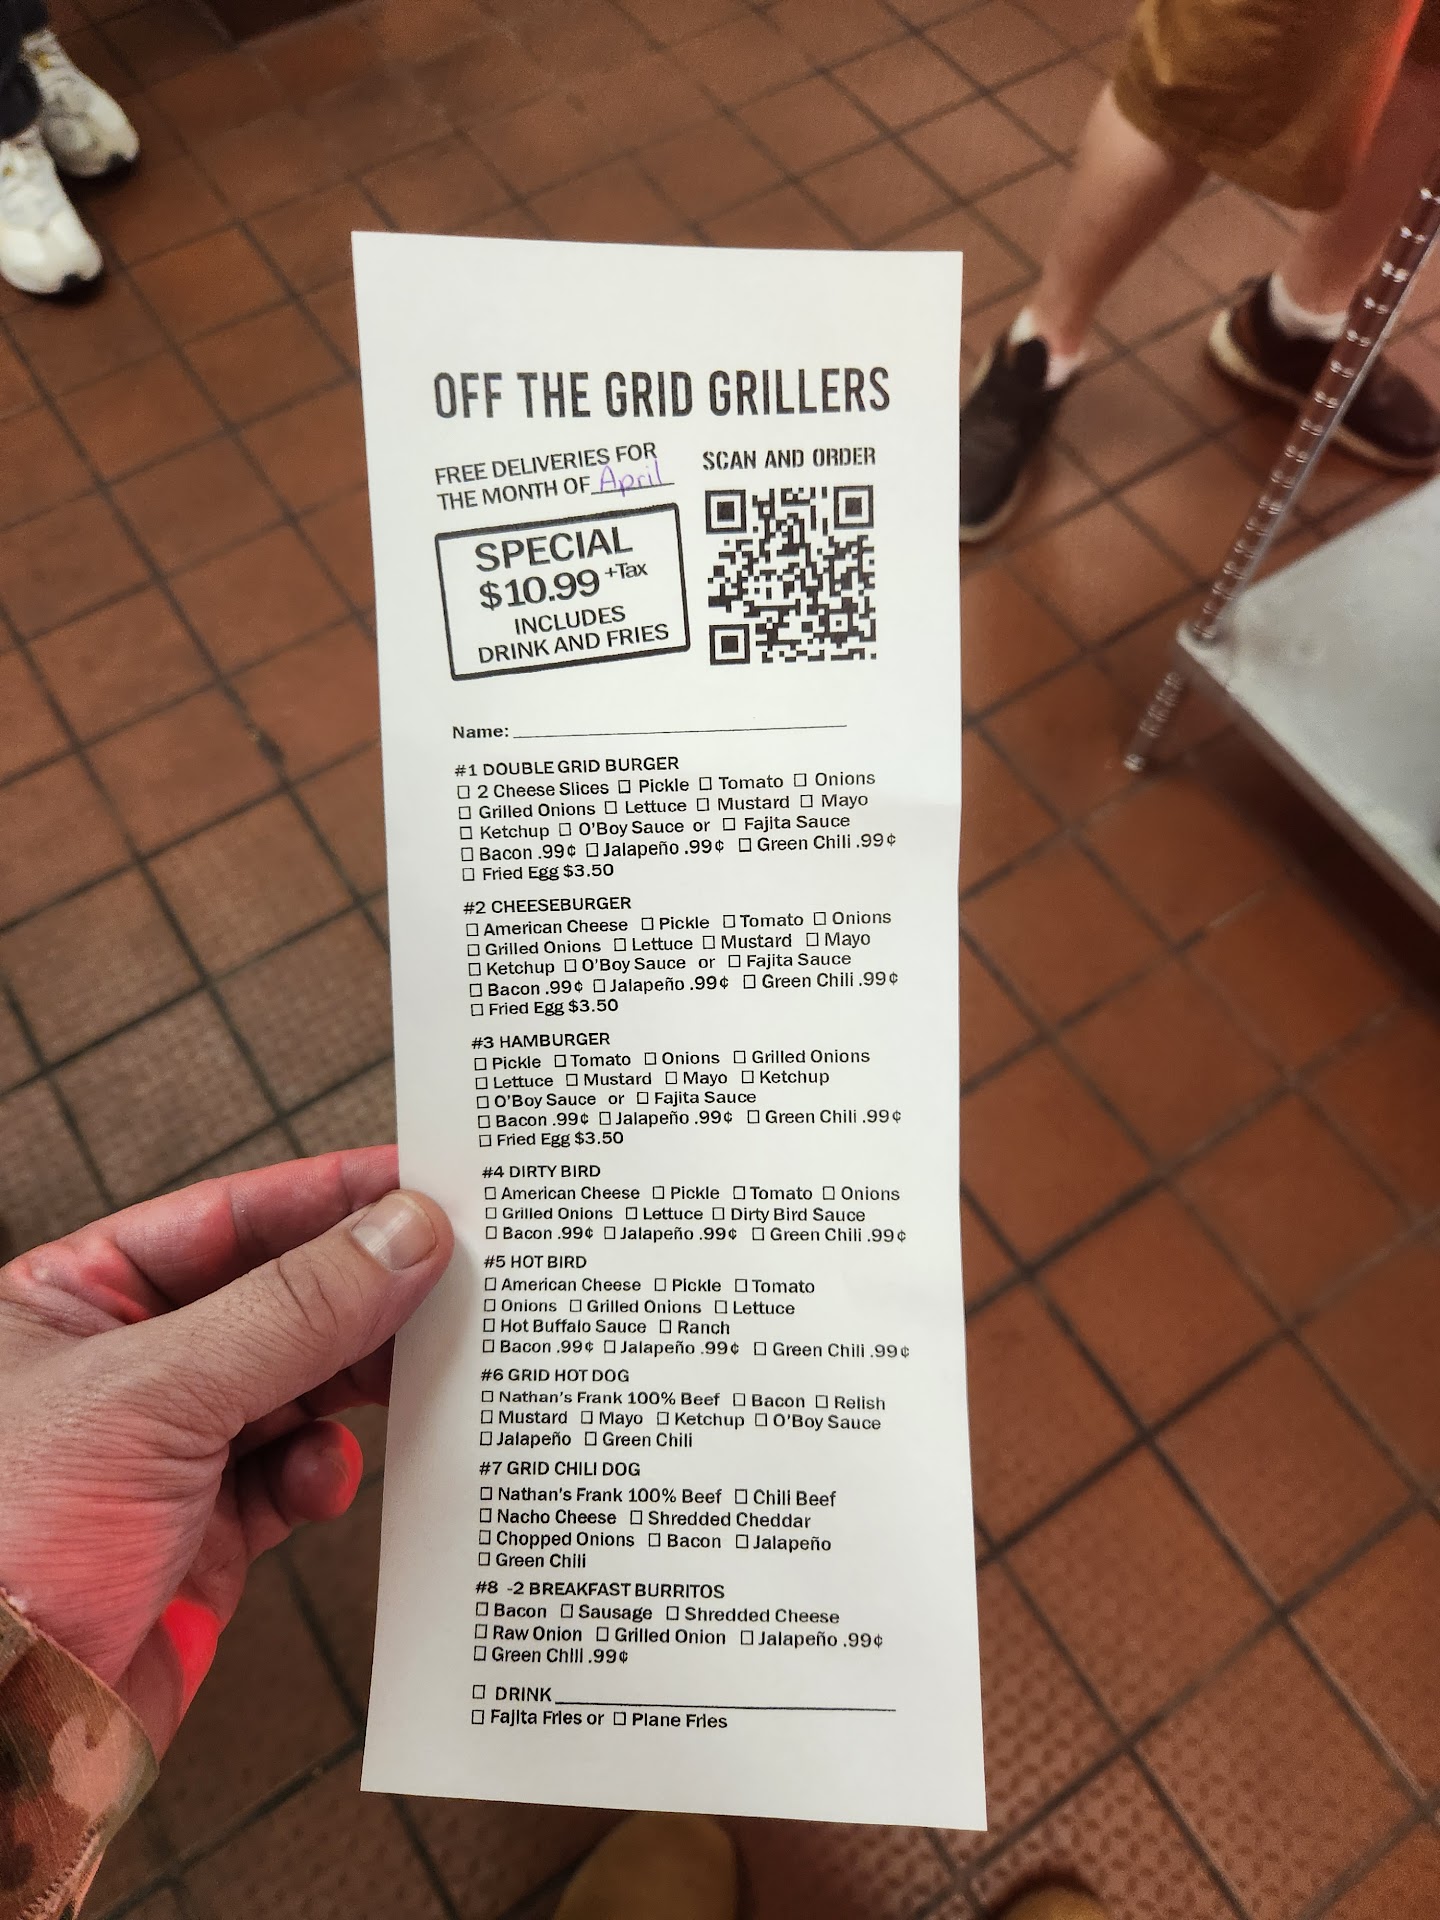 OFF THE GRID GRILLERS
FREE DELIVERIES FOR
THE MONTH OF April
SCAN AND ORDER
SPECIAL
$10.99 +Tax
INCLUDES
DRINK AND FRIES
Name:
#1 DOUBLE GRID BURGER
☐ 2 Cheese Slices ☐ Pickle ☐ Tomato ☐ Onions
☐ Grilled Onions ☐ Lettuce ☐ Mustard ☐ Mayo
☐ Ketchup ☐ O'Boy Sauce or ☐ Fajita Sauce
☐ Bacon .99¢ ☐ Jalapeño .99¢ ☐ Green Chili .99¢
☐ Fried Egg $3.50
#2 CHEESEBURGER
☐ American Cheese ☐ Pickle ☐ Tomato ☐ Onions
☐ Grilled Onions ☐ Lettuce ☐ Mustard ☐ Mayo
☐ Ketchup ☐ O'Boy Sauce or ☐ Fajita Sauce
☐ Bacon .99¢ ☐ Jalapeño .99¢ ☐ Green Chili .99¢
☐ Fried Egg $3.50
#3 HAMBURGER
☐ Pickle ☐ Tomato ☐ Onions ☐ Grilled Onions
☐ Lettuce ☐ Mustard ☐ Mayo ☐ Ketchup
☐ O'Boy Sauce or ☐ Fajita Sauce
☐ Bacon .99¢ ☐ Jalapeño .99¢ ☐ Green Chili .99¢
☐ Fried Egg $3.50
#4 DIRTY BIRD
☐ American Cheese ☐ Pickle ☐ Tomato ☐ Onions
☐ Grilled Onions ☐ Lettuce ☐ Dirty Bird Sauce
☐ Bacon .99¢ ☐ Jalapeño .99¢ ☐ Green Chili .99¢
#5 HOT BIRD
☐ American Cheese ☐ Pickle ☐ Tomato
☐ Onions ☐ Grilled Onions ☐ Lettuce
☐ Hot Buffalo Sauce ☐ Ranch
☐ Bacon .99¢ ☐ Jalapeño .99¢ ☐ Green Chili .99¢
#6 GRID HOT DOG
☐ Nathan's Frank 100% Beef ☐ Bacon ☐ Relish
☐ Mustard ☐ Mayo ☐ Ketchup ☐ O'Boy Sauce
☐ Jalapeño ☐ Green Chili
#7 GRID CHILI DOG
☐ Nathan's Frank 100% Beef ☐ Chili Beef
☐ Nacho Cheese ☐ Shredded Cheddar
☐ Chopped Onions ☐ Bacon ☐ Jalapeño
☐ Green Chili
#8 -2 BREAKFAST BURRITOS
☐ Bacon ☐ Sausage ☐ Shredded Cheese
☐ Raw Onion ☐ Grilled Onion ☐ Jalapeño .99¢
☐ Green Chili .99¢
☐ DRINK
☐ Fajita Fries or ☐ Plane Fries